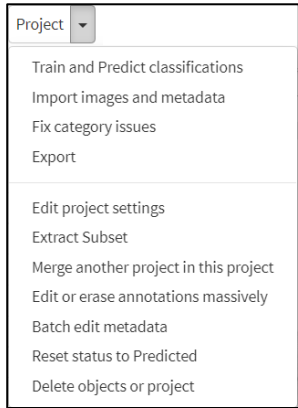 Project
Train and Predict classifications
Import images and metadata
Fix category issues
Export
Edit project settings
Extract Subset
Merge another project in this project
Edit or erase annotations massively
Batch edit metadata
Reset status to Predicted
Delete objects or project